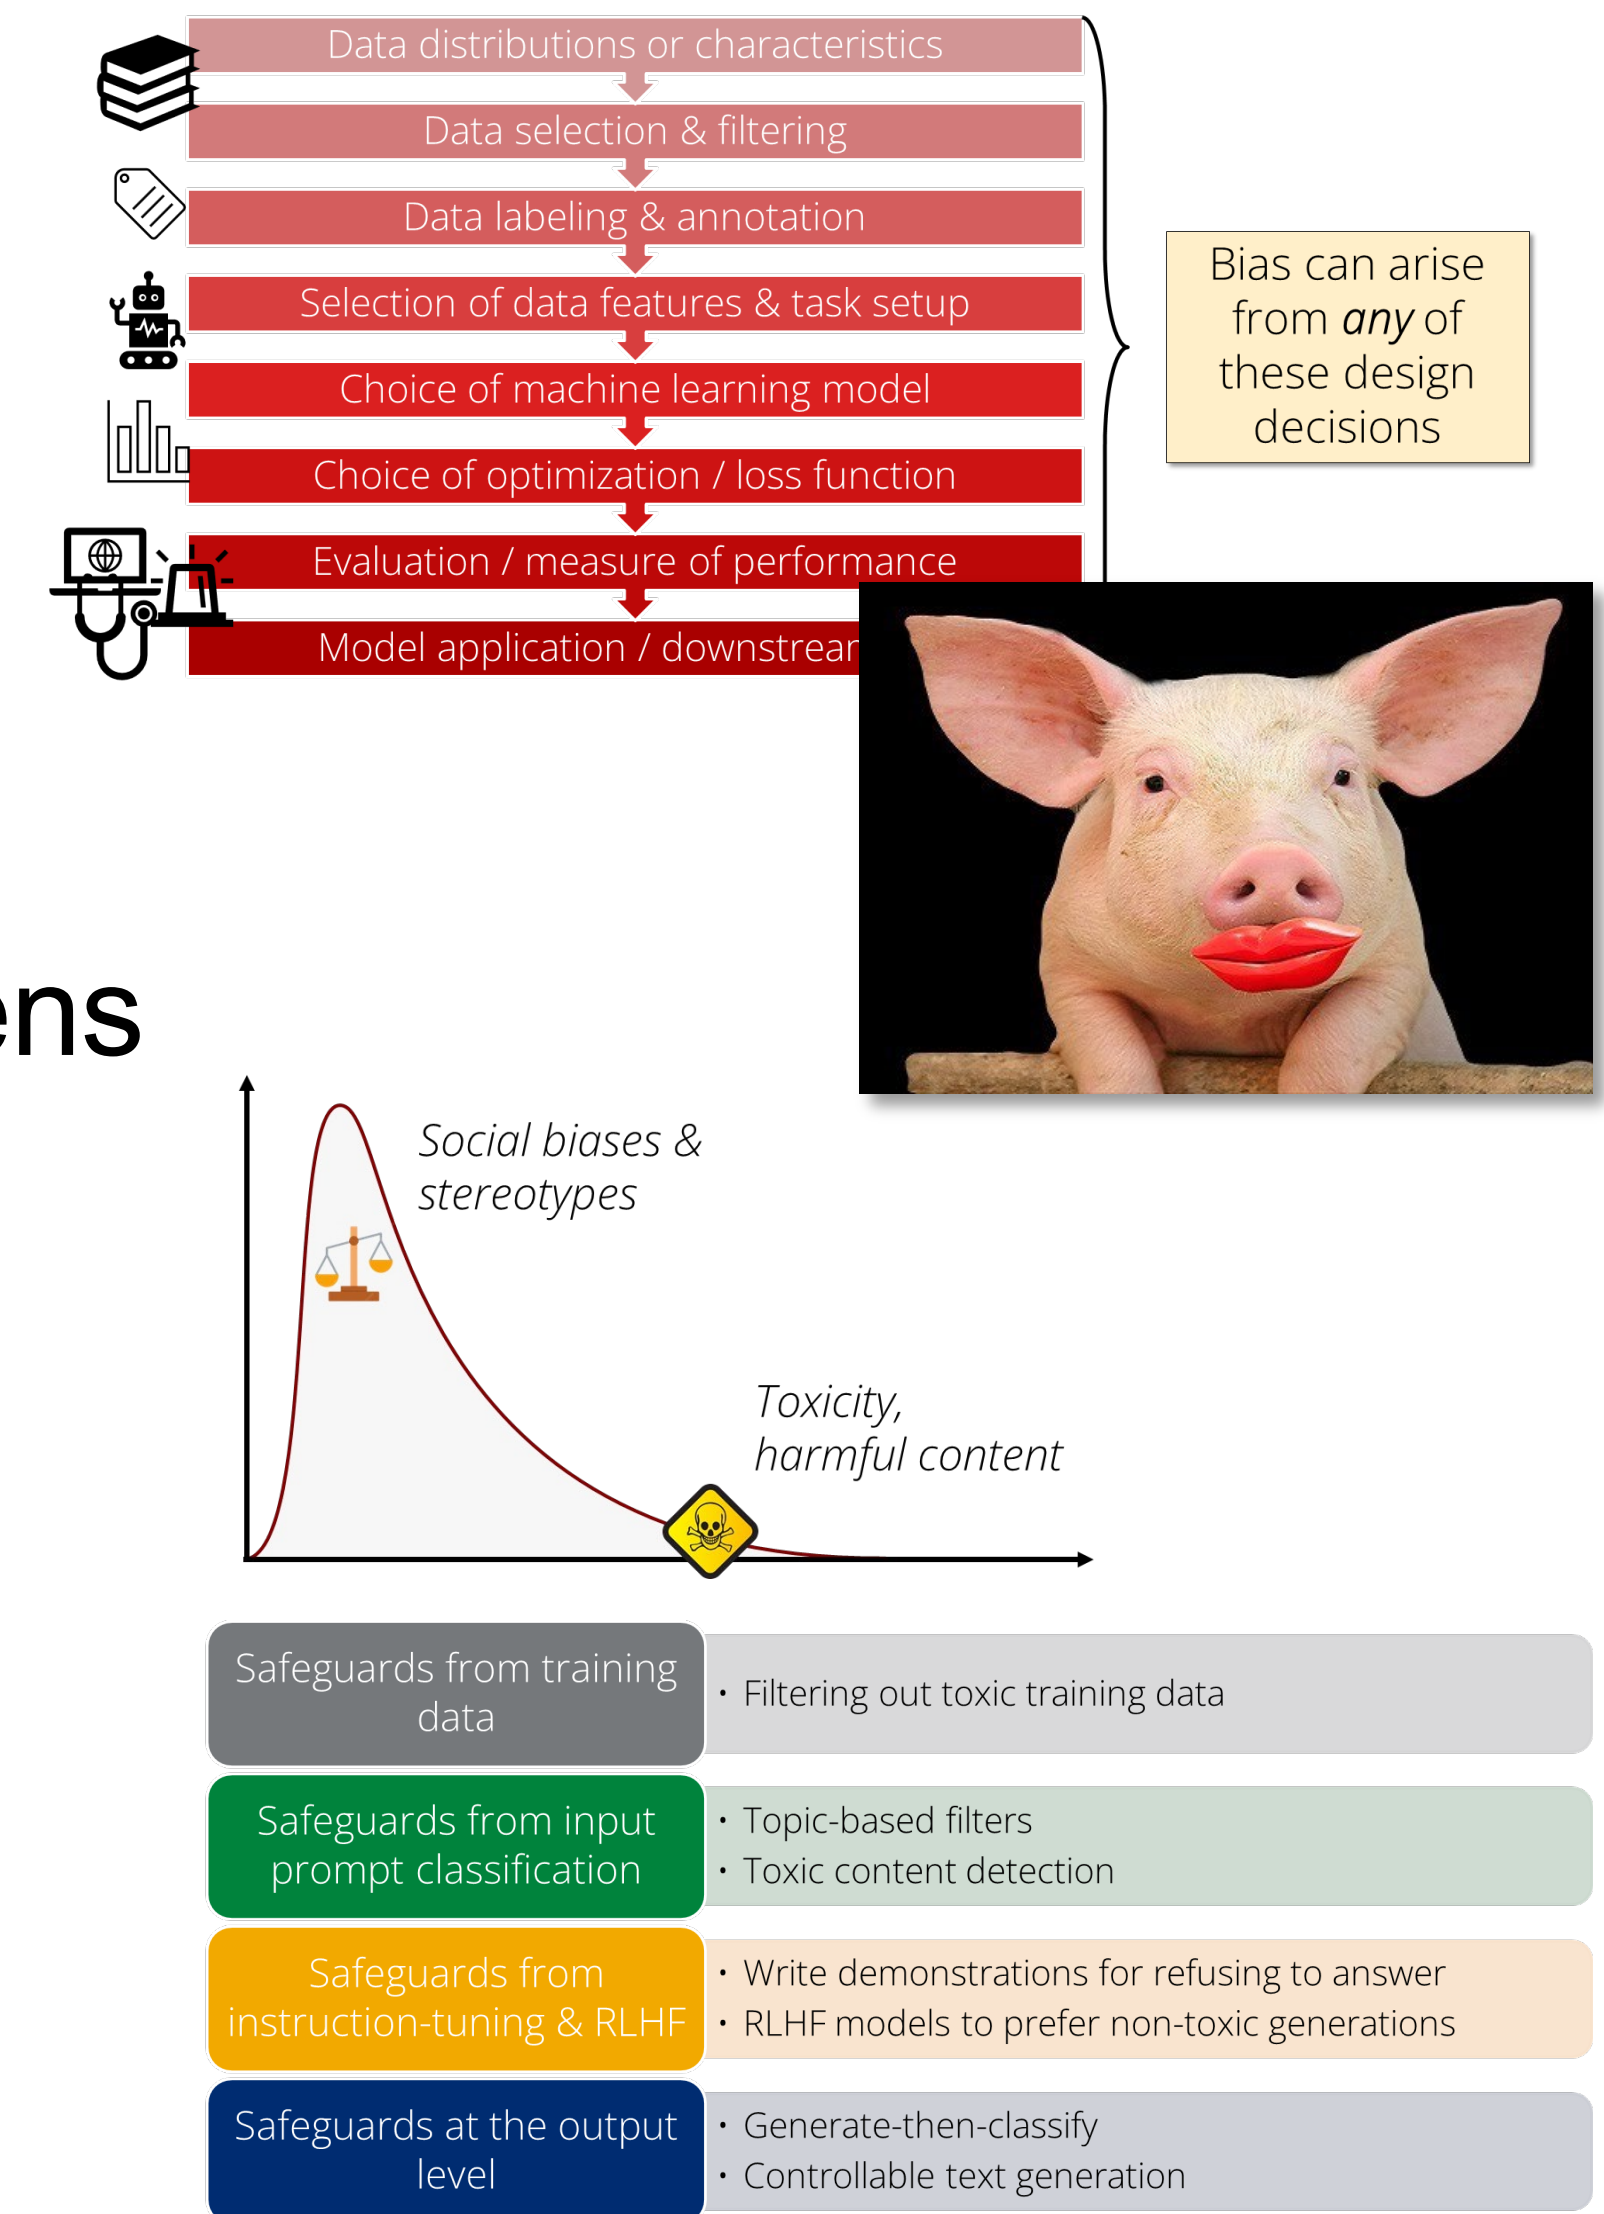 Data distributions or characteristics
Data selection & filtering
Data labeling & annotation
Selection of data features & task setup
Choice of machine learning model
Choice of optimization / loss function
Evaluation / measure of performance
Model application / downstream
Bias can arise
from any of
these design
decisions
ens
Social biases &
stereotypes
Toxicity,
harmful content
Safeguards from training
data
• Filtering out toxic training data
Safeguards from input
prompt classification
• Topic-based filters
• Toxic content detection
Safeguards from
instruction-tuning & RLHF
• Write demonstrations for refusing to answer
• RLHF models to prefer non-toxic generations
Safeguards at the output
level
• Generate-then-classify
• Controllable text generation